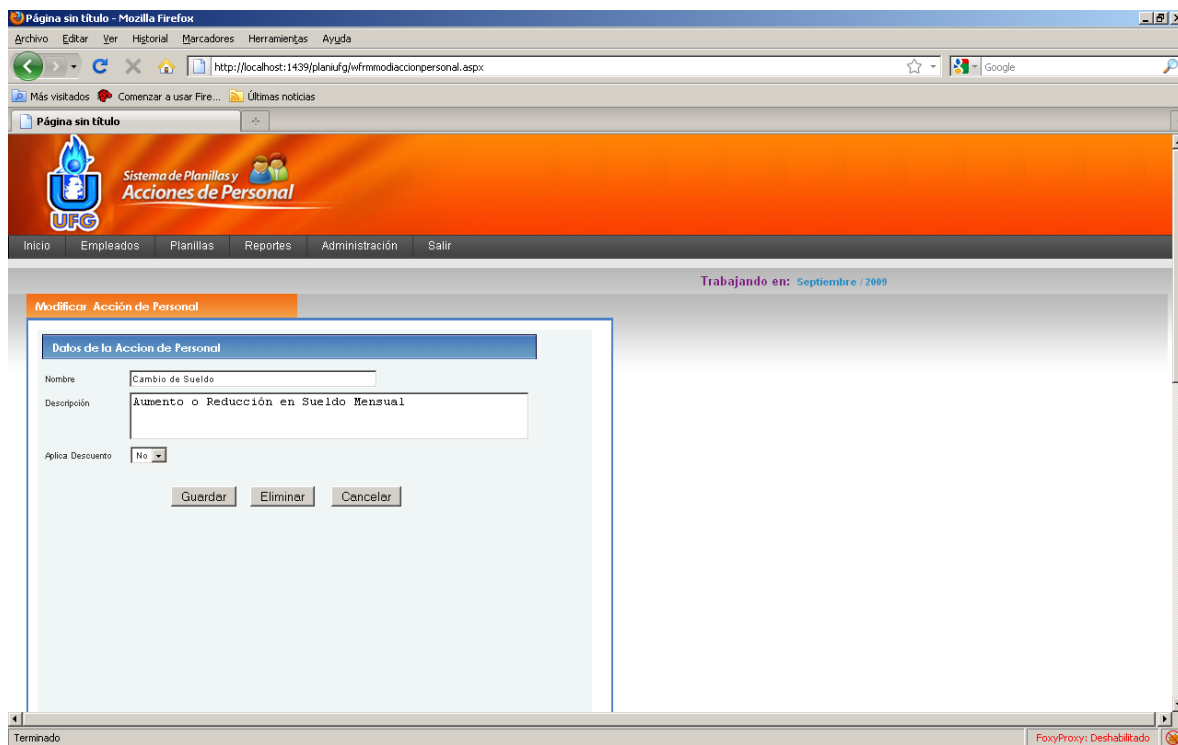 Página sin título - Mozilla Firefox
Archivo Editar Ver Historial Marcadores Herramientas Ayuda
http://localhost:1439/planiufg/wfrmmodiaccionpersonal.aspx
Google
Más visitados Comenzar a usar Fire... Últimas noticias
Página sin título
UFG
Sistema de Planillas y
Acciones de Personal
Inicio Empleados Planillas Reportes Administración Salir
Trabajando en: Septiembre / 2009
Modificar Acción de Personal
Datos de la Accion de Personal
Nombre Cambio de Sueldo
Descripción Aumento o Reducción en Sueldo Mensual
Aplica Descuento No
Guardar Eliminar Cancelar
Terminado
FoxyProxy: Deshabilitado